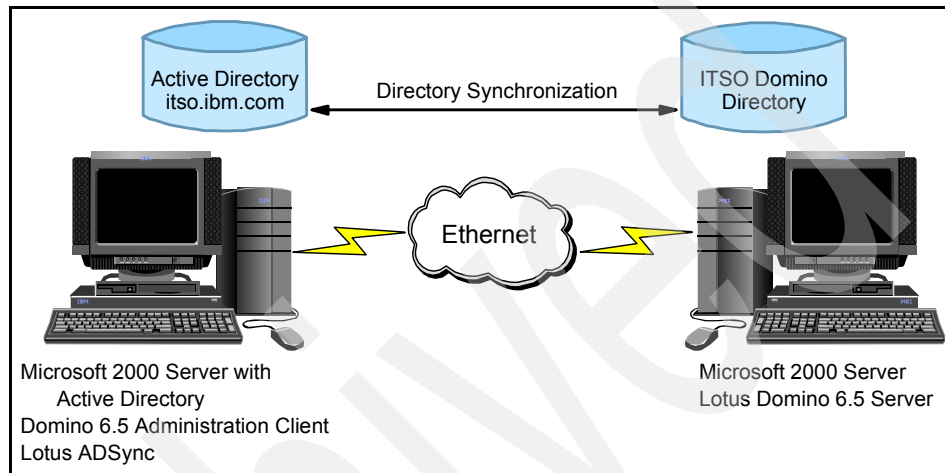 Active Directory
itso.ibm.com
Directory Synchronization
ITSO Domino
Directory
Ethernet
Microsoft 2000 Server with
Active Directory
Domino 6.5 Administration Client
Lotus ADSync
Microsoft 2000 Server
Lotus Domino 6.5 Server